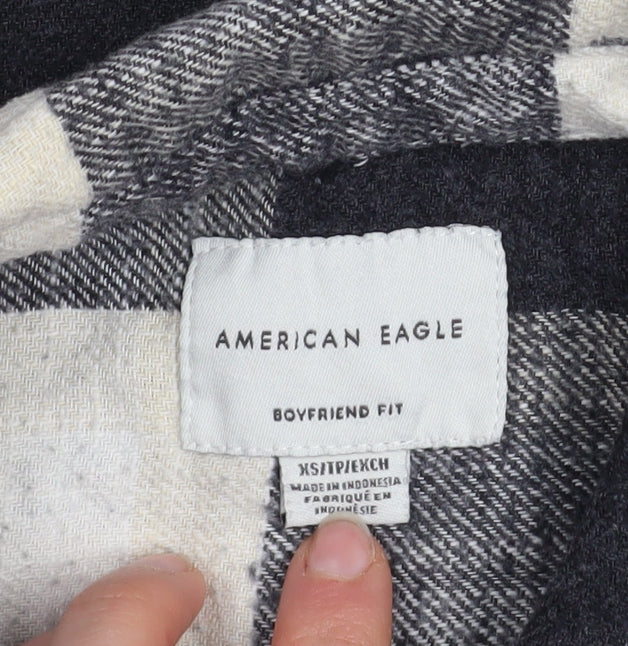 AMERICAN EAGLE
BOYFRIEND FIT
XS/TP/EXCH
MADE IN INDONESIA
FABRIQUÉ EN
INDONÉSIE